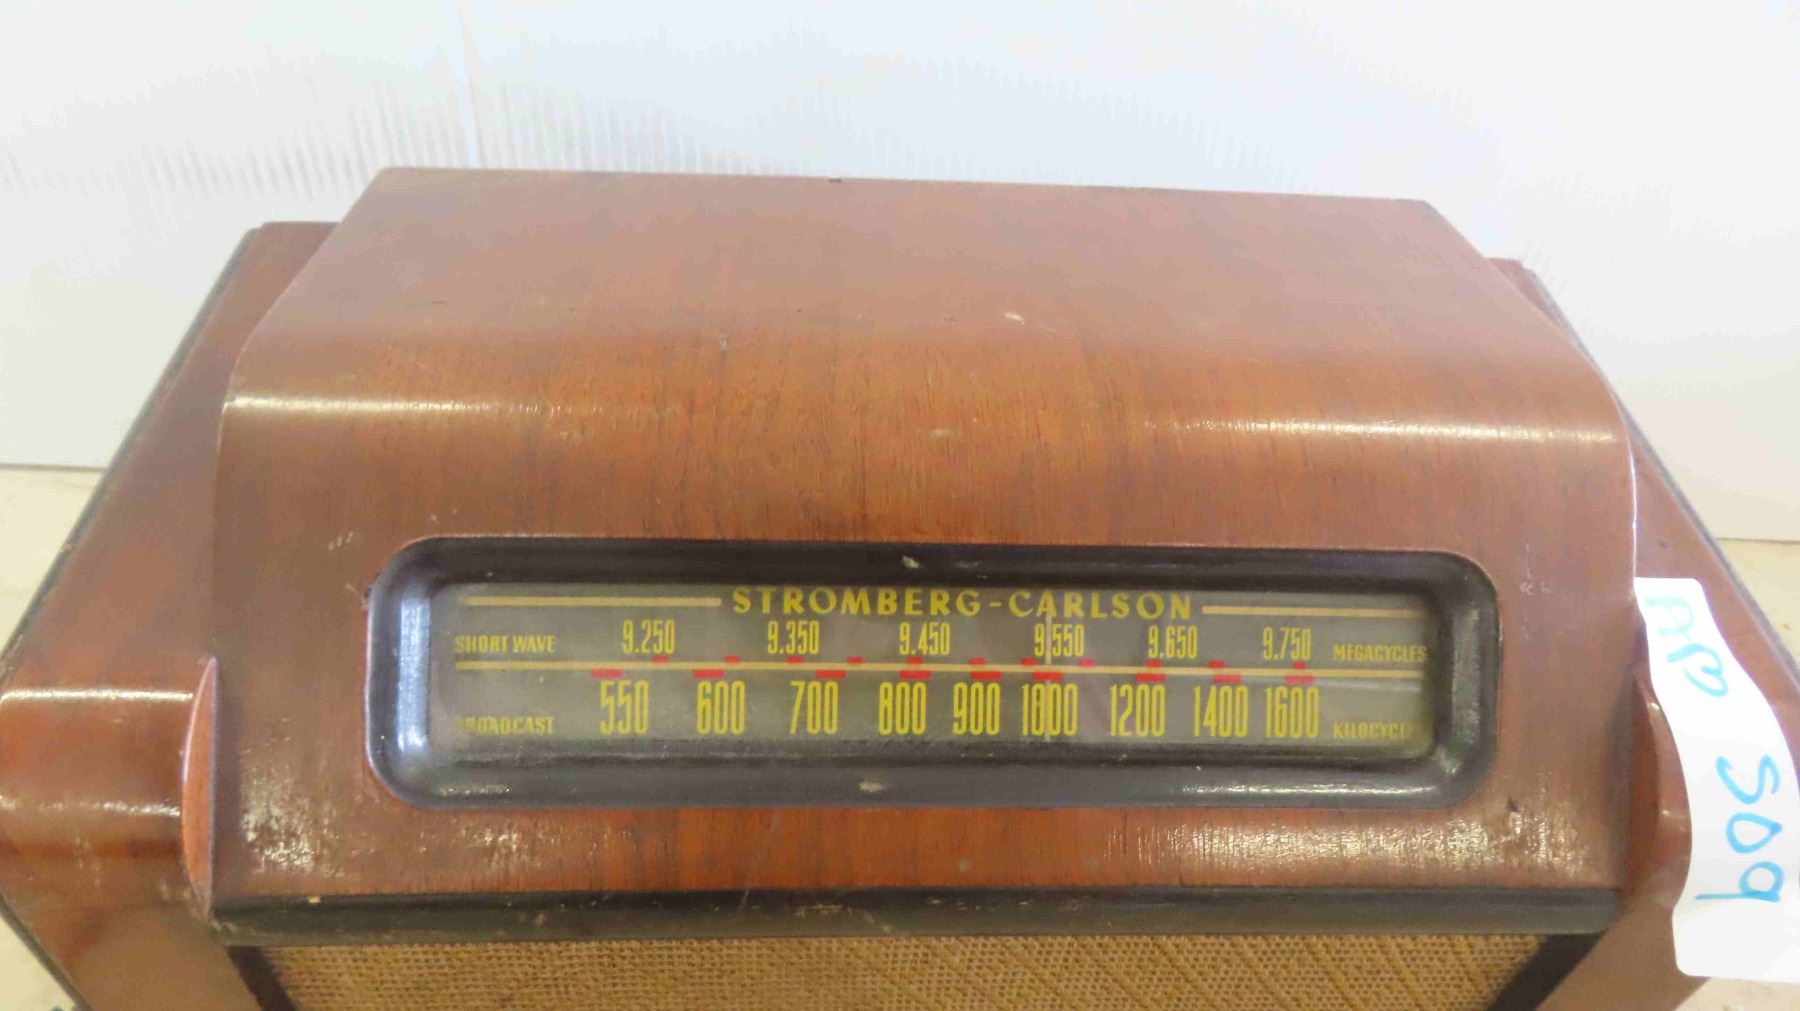 STROMBERG-CARLSON
SHORT WAVE 9.250 9.350 9.450 9.550 9.650 9.750 MEGACYCLES
BROADCAST 550 600 700 800 900 1000 1200 1400 1600 KILOCYCLES
509